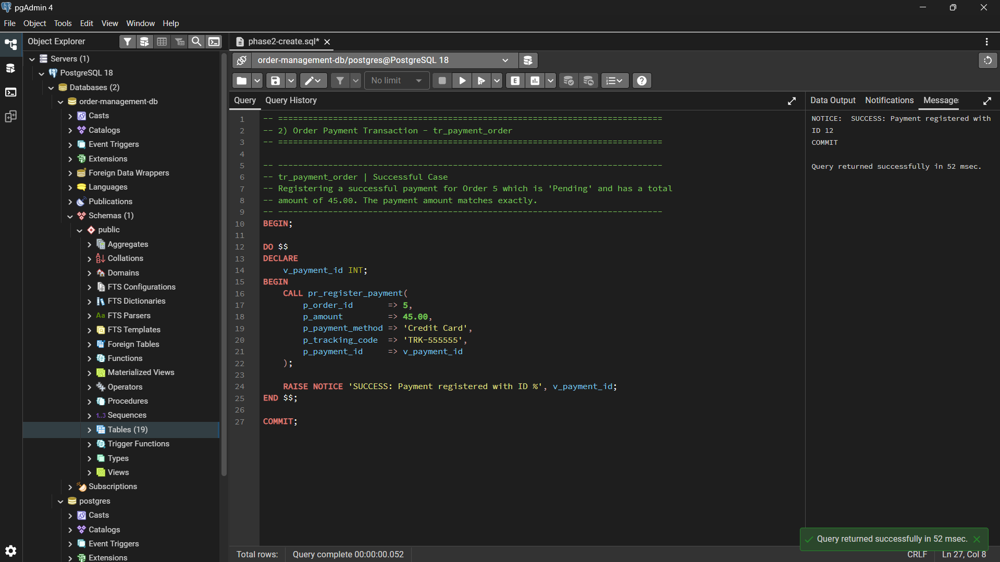 pgAdmin 4
File Object Tools Edit View Window Help
Object Explorer
phase2-create.sql*
Servers (1)
PostgreSQL 18
Databases (2)
order-management-db
Casts
Catalogs
Event Triggers
Extensions
Foreign Data Wrappers
Languages
Publications
Schemas (1)
public
Aggregates
Collations
Domains
FTS Configurations
FTS Dictionaries
Aa FTS Parsers
FTS Templates
Foreign Tables
Functions
Materialized Views
Operators
Procedures
1..3 Sequences
Tables (19)
Trigger Functions
Types
Views
Subscriptions
postgres
Casts
Catalogs
Event Triggers
Extensions
order-management-db/postgres@PostgreSQL 18
No limit
E
Query Query History
1 -- =============================================================================
2 -- 2) Order Payment Transaction - tr_payment_order
3 -- =============================================================================
4
5 -- -----------------------------------------------------------------------------
6 -- tr_payment_order | Successful Case
7 -- Registering a successful payment for Order 5 which is 'Pending' and has a total
8 -- amount of 45.00. The payment amount matches exactly.
9 -- -----------------------------------------------------------------------------
10 BEGIN;
11
12 DO $$
13 DECLARE
14     v_payment_id INT;
15 BEGIN
16     CALL pr_register_payment(
17         p_order_id       => 5,
18         p_amount         => 45.00,
19         p_payment_method => 'Credit Card',
20         p_tracking_code  => 'TRK-555555',
21         p_payment_id     => v_payment_id
22     );
23
24     RAISE NOTICE 'SUCCESS: Payment registered with ID %', v_payment_id;
25 END $$;
26
27 COMMIT;
Data Output Notifications Messages
NOTICE:  SUCCESS: Payment registered with
ID 12
COMMIT
Query returned successfully in 52 msec.
Query returned successfully in 52 msec.
Total rows: Query complete 00:00:00.052 CRLF Ln 27, Col 8